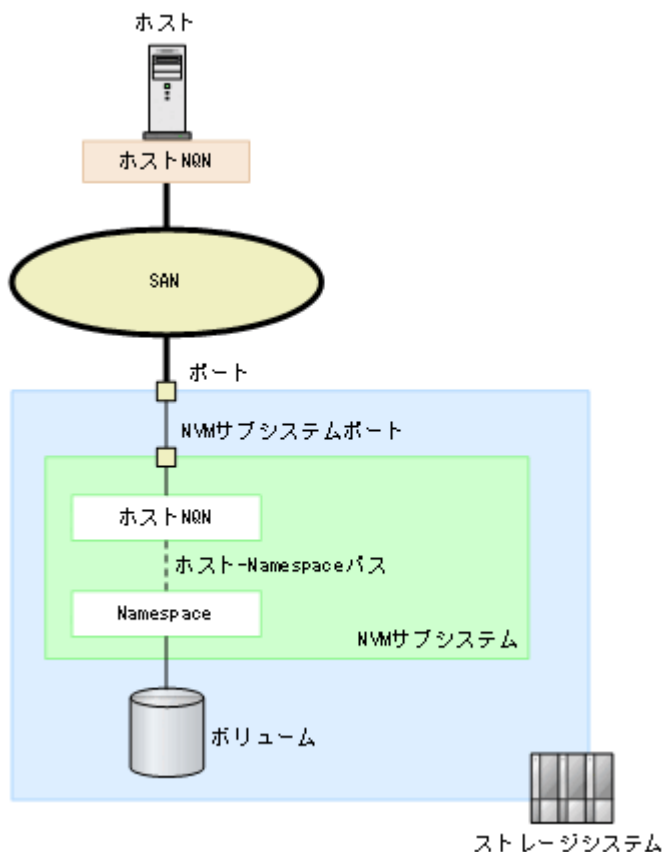 ホスト
ホストNQN
SAN
ポート
NVMサブシステムポート
ホストNQN
ホスト-Namespaceパス
Namespace
NVMサブシステム
ボリューム
ストレージシステム